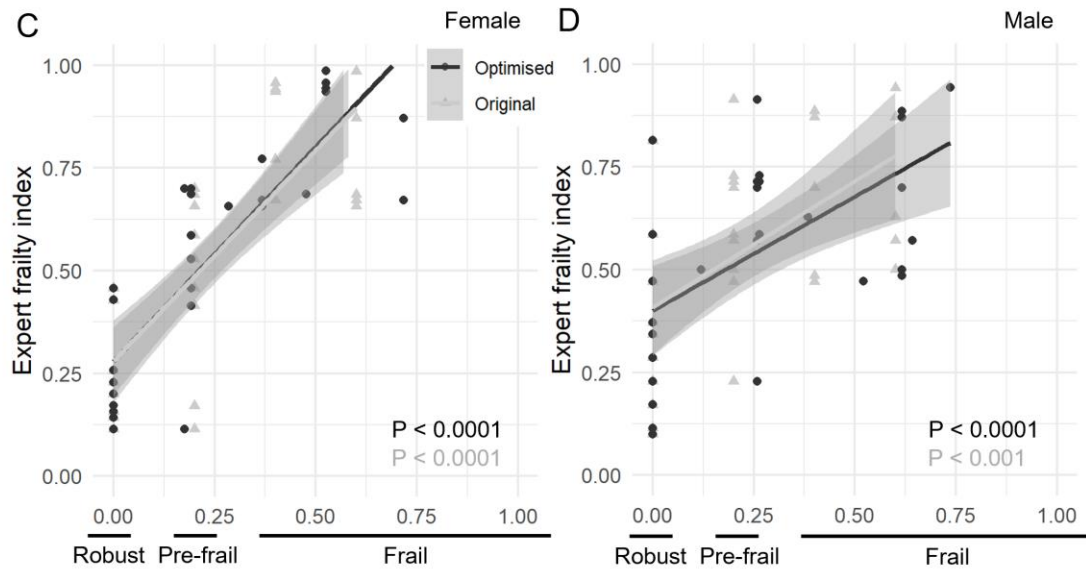 C
Female
Expert frailty index
1.00
0.75
0.50
0.25
0.00
Optimised
Original
P < 0.0001
P < 0.0001
0.00 0.25 0.50 0.75 1.00
Robust Pre-frail Frail
D
Male
Expert frailty index
1.00
0.75
0.50
0.25
0.00
P < 0.0001
P < 0.001
0.00 0.25 0.50 0.75 1.00
Robust Pre-frail Frail